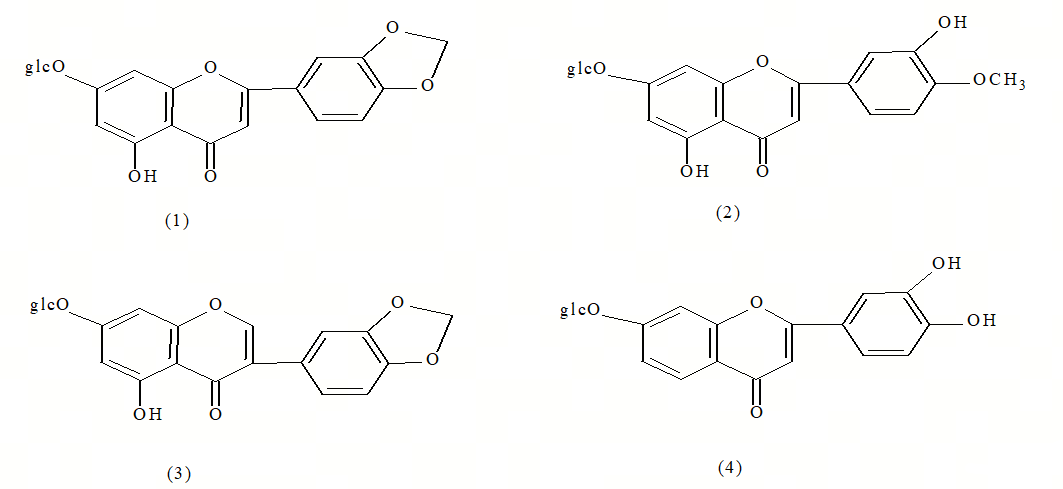 glcO O O O
OH O
(1)
glcO O OH OCH3
OH O
(2)
glcO O O O
OH O
(3)
glcO O OH OH
O
(4)